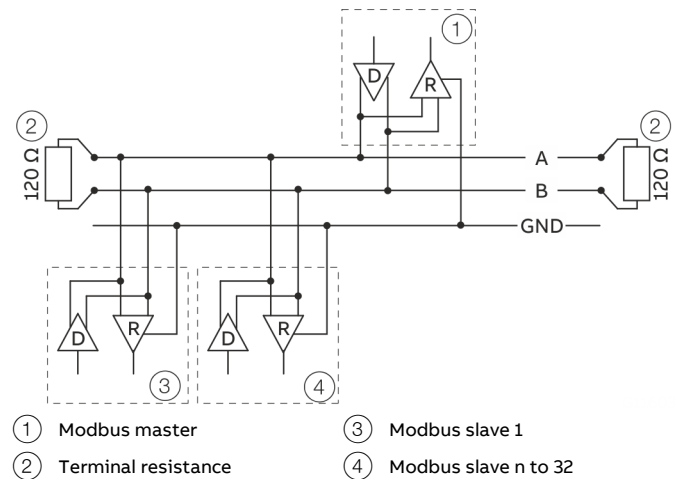 1
D
R
2
2
120 Ω
A
120 Ω
B
GND
D
R
D
R
3
4
1 Modbus master
3 Modbus slave 1
2 Terminal resistance
4 Modbus slave n to 32